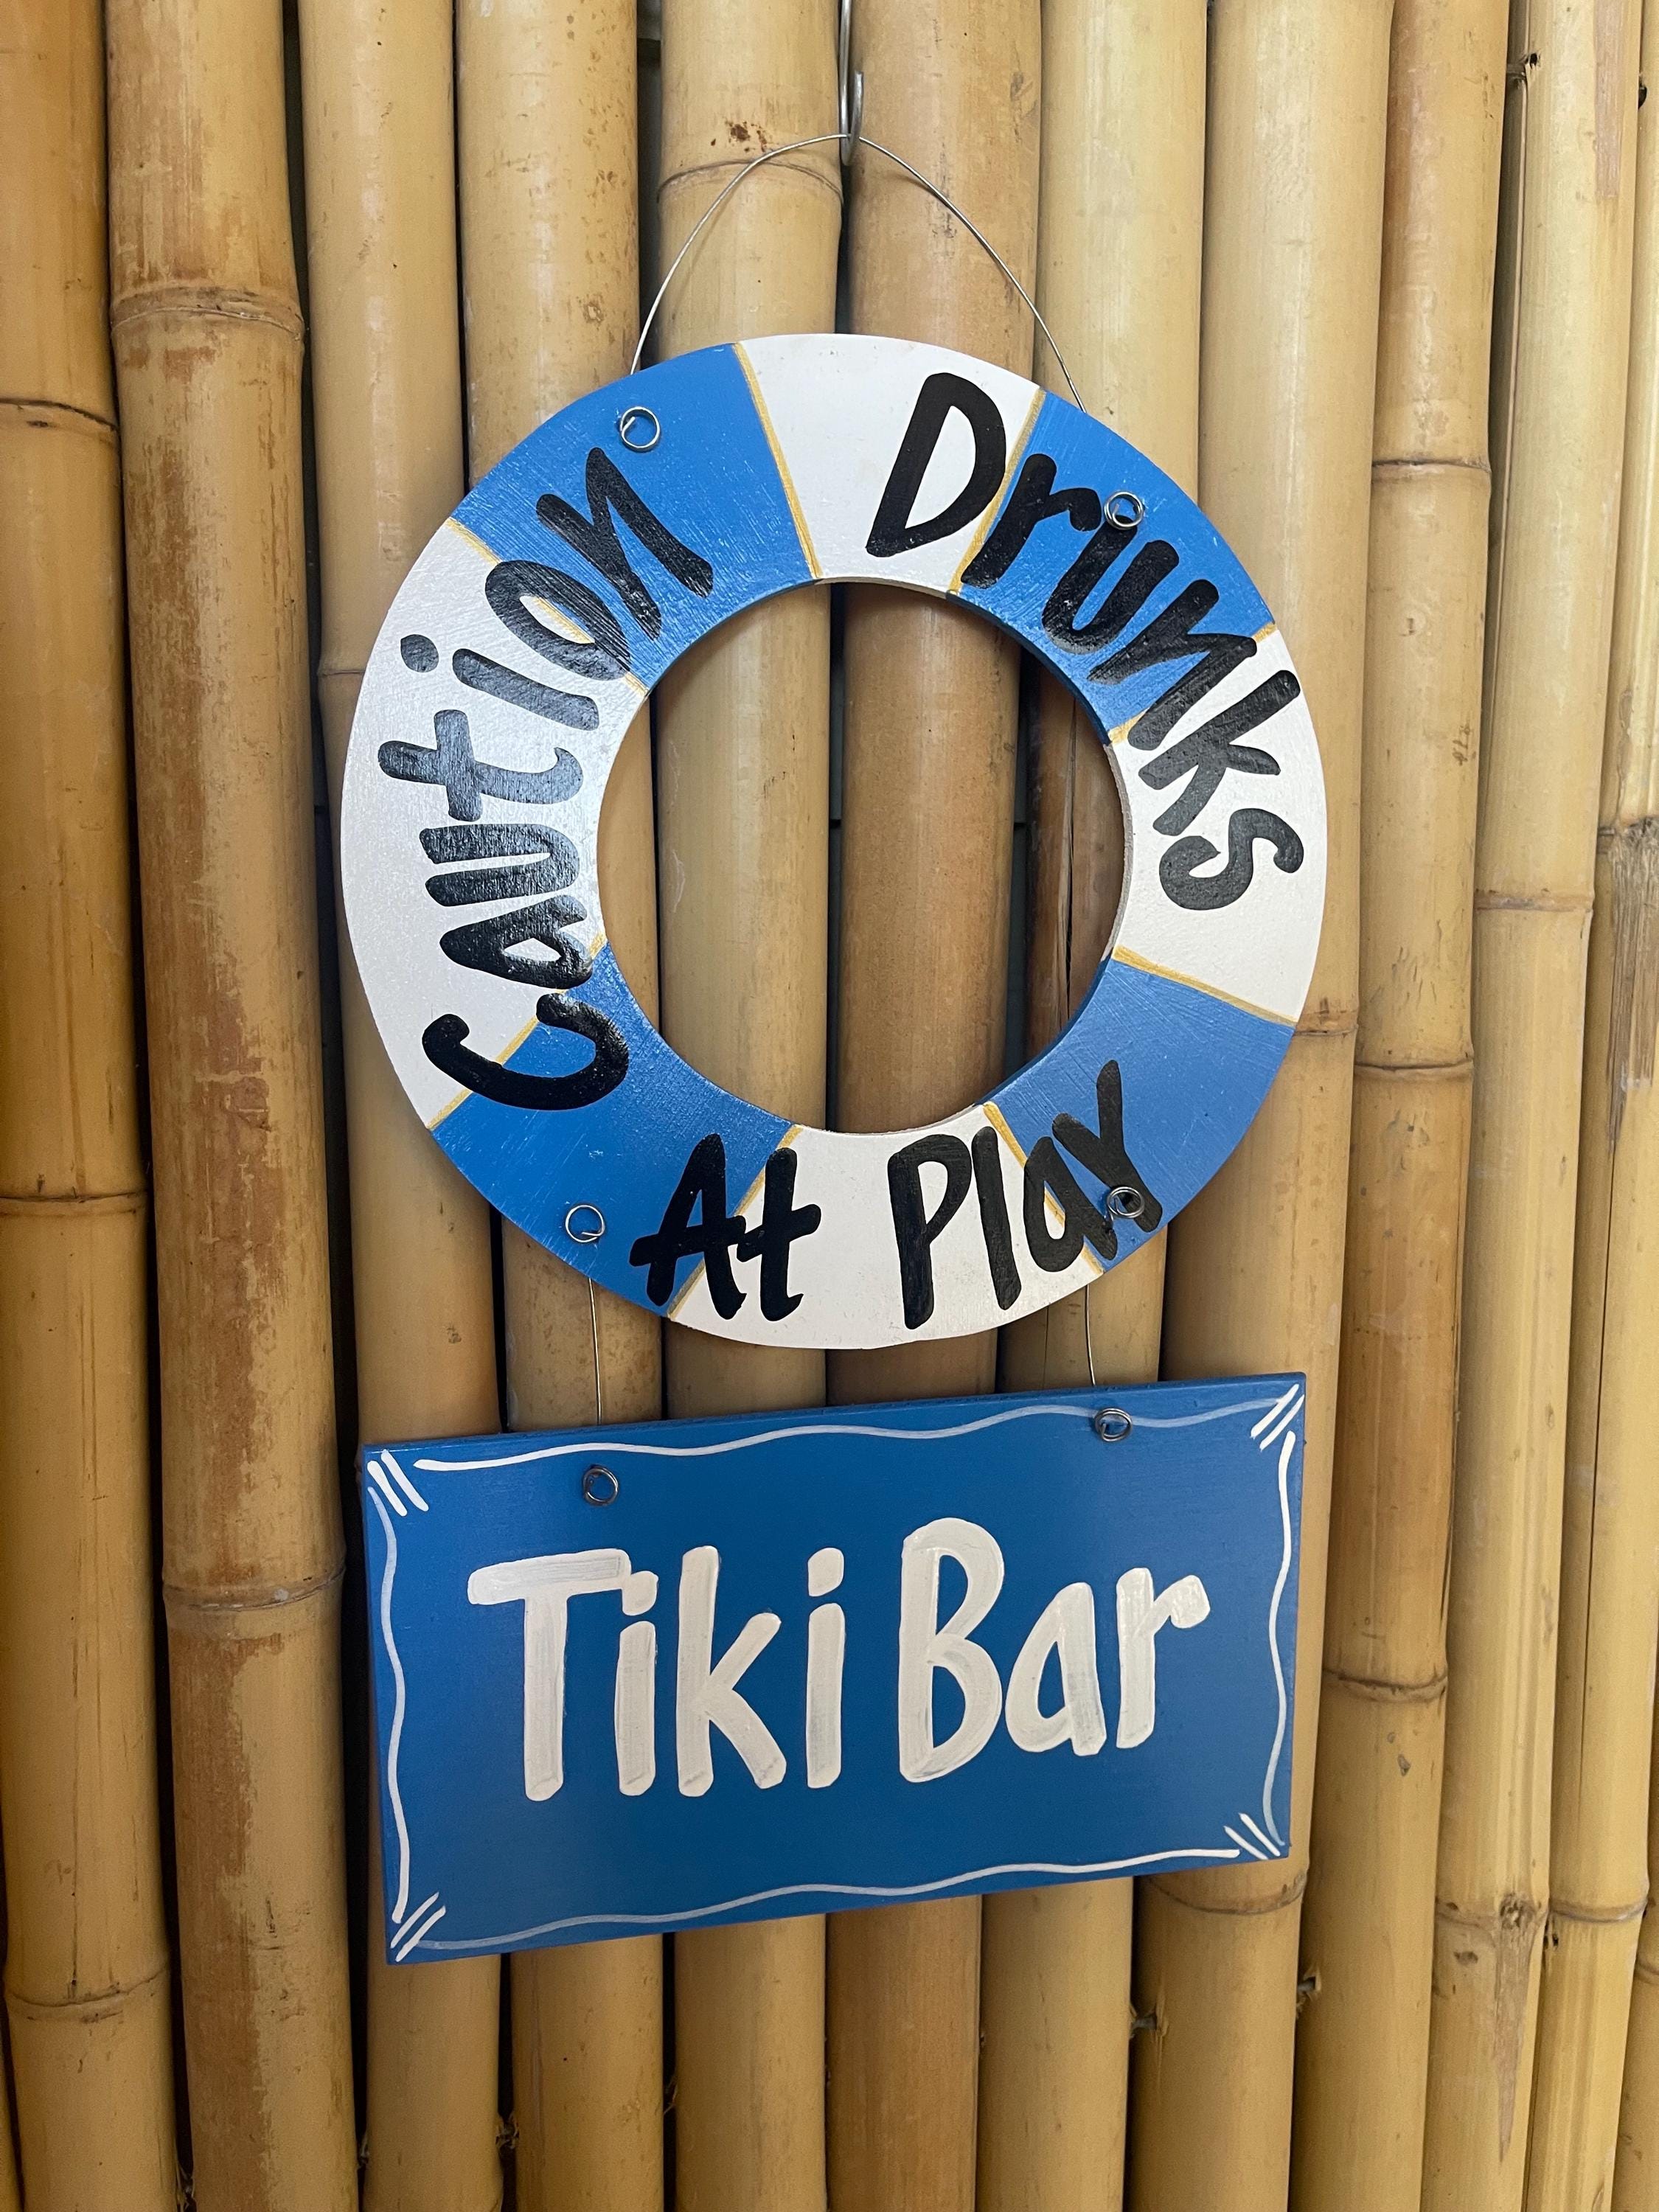 Caution Drunks
At Play
Tiki Bar